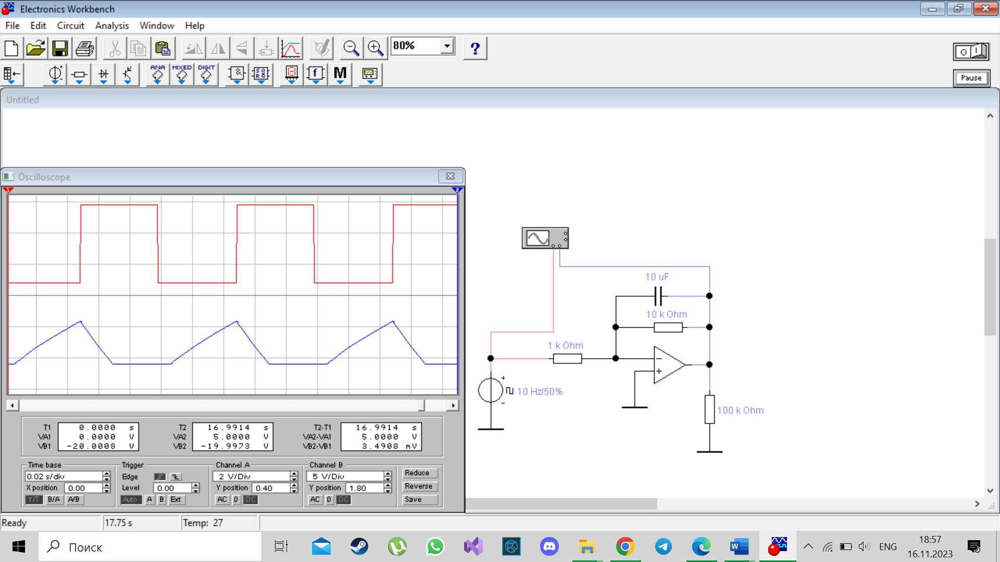 Electronics Workbench
File Edit Circuit Analysis Window Help
80%
?
ANA MIXED DIGIT
M
Pause
Untitled
Oscilloscope
1
2
10 uF
10 k Ohm
1 k Ohm
10 Hz/50%
100 k Ohm
T1 0.0000 s T2 16.9914 s T2-T1 16.9914 s
VA1 0.0000 V VA2 5.0000 V VA2-VA1 5.0000 V
VB1 -20.0008 V VB2 -19.9973 V VB2-VB1 3.4908 mV
Time base Trigger Channel A Channel B
0.02 s/div Edge 2 V/Div 5 V/Div Reduce
X position 0.00 Level 0.00 Y position 0.40 Y position 1.80 Reverse
Y/T B/A A/B Auto A B Ext AC 0 DC AC 0 DC Save
Ready 17.75 s Temp: 27
Поиск
ENG
18:57
16.11.2023